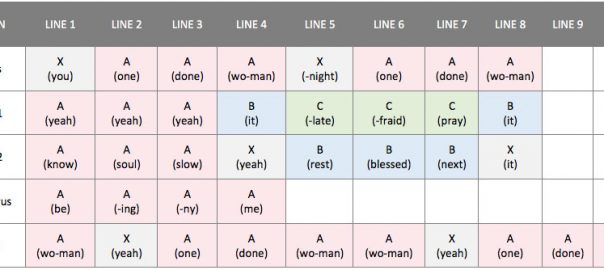 N LINE 1 LINE 2 LINE 3 LINE 4 LINE 5 LINE 6 LINE 7 LINE 8 LINE 9
X A A A X A A A
s
(you) (one) (done) (wo-man) (-night) (one) (done) (wo-man)
A A A B C C C B
1
(yeah) (yeah) (yeah) (it) (-late) (-fraid) (pray) (it)
A A A X B B B X
2
(know) (soul) (slow) (yeah) (rest) (blessed) (next) (it)
A A A A
rus
(be) (-ing) (-ny) (me)
A X A A A A X A A
(wo-man) (yeah) (one) (done) (wo-man) (wo-man) (yeah) (one) (done)